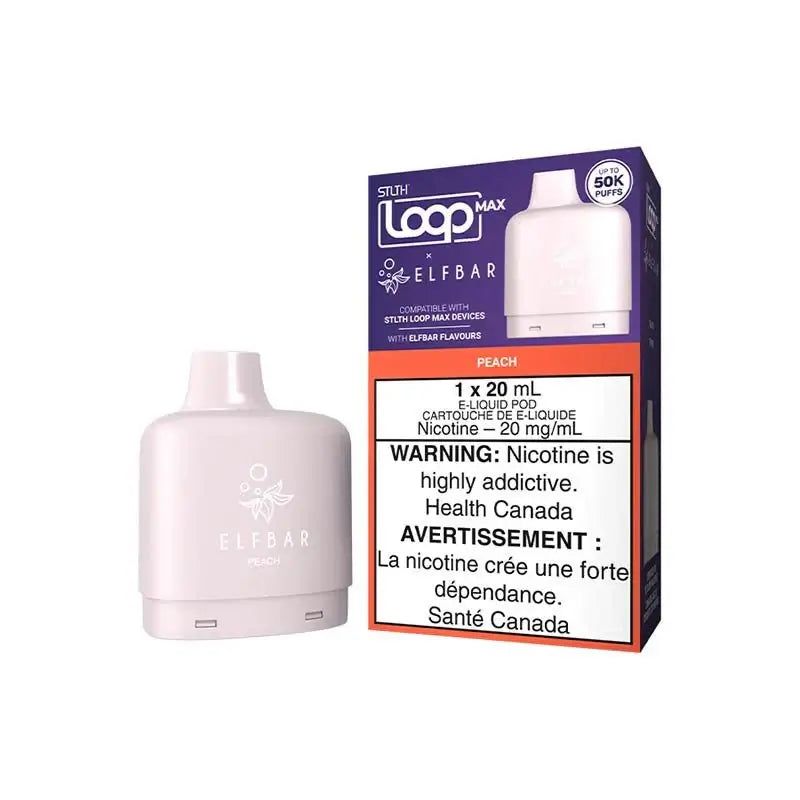 ELFBAR
PEACH
STLTH
Loop MAX
×
ELFBAR
COMPATIBLE WITH
STLTH LOOP MAX DEVICES
WITH ELFBAR FLAVOURS
UP TO
50K
PUFFS
PEACH
1 x 20 mL
E-LIQUID POD
CARTOUCHE DE E-LIQUIDE
Nicotine – 20 mg/mL
WARNING: Nicotine is
highly addictive.
Health Canada
AVERTISSEMENT :
La nicotine crée une forte
dépendance.
Santé Canada